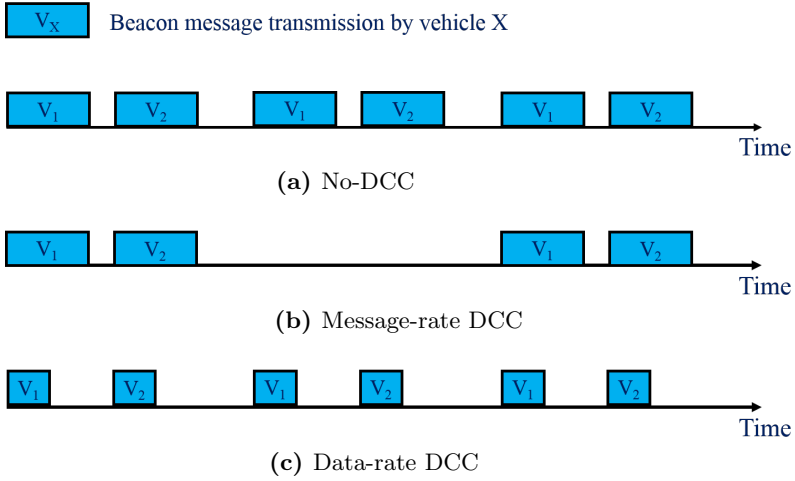 V_X Beacon message transmission by vehicle X
V_1 V_2 V_1 V_2 V_1 V_2
Time
(a) No-DCC
V_1 V_2 V_1 V_2
Time
(b) Message-rate DCC
V_1 V_2 V_1 V_2 V_1 V_2
Time
(c) Data-rate DCC